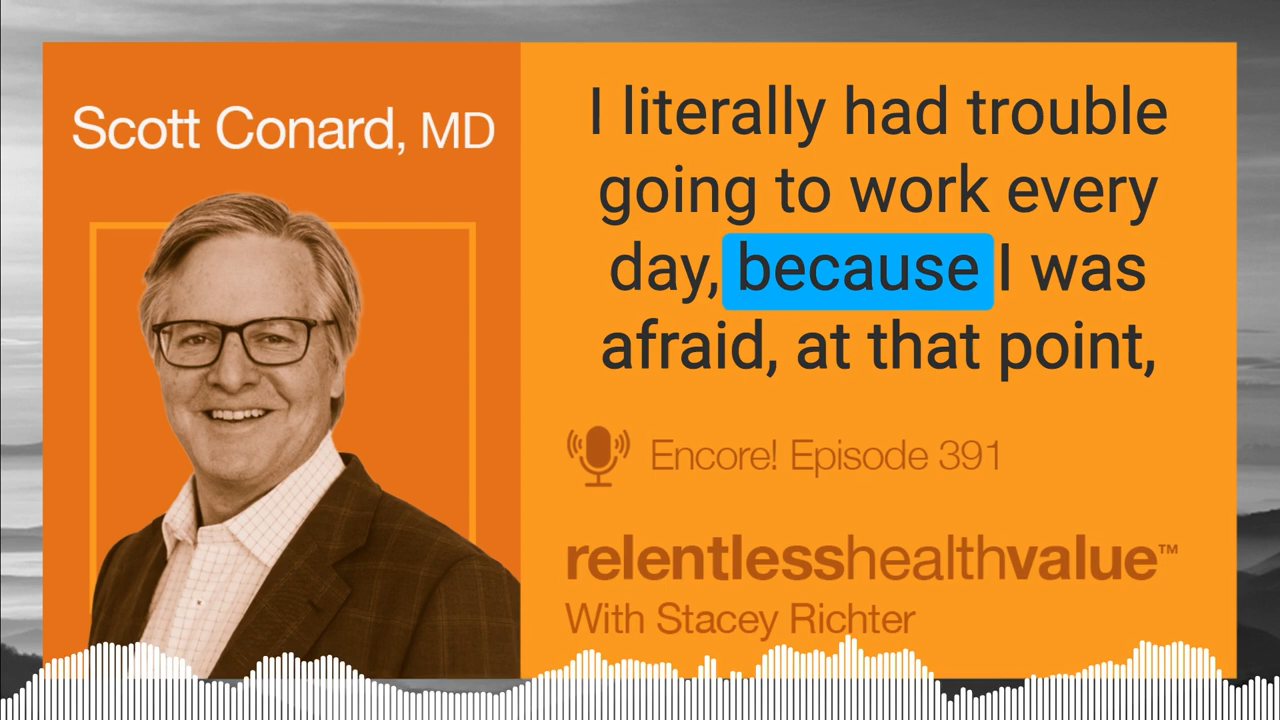 Scott Conard, MD
I literally had trouble
going to work every
day, because I was
afraid, at that point,
Encore! Episode 391
relentlesshealthvalue™
With Stacey Richter